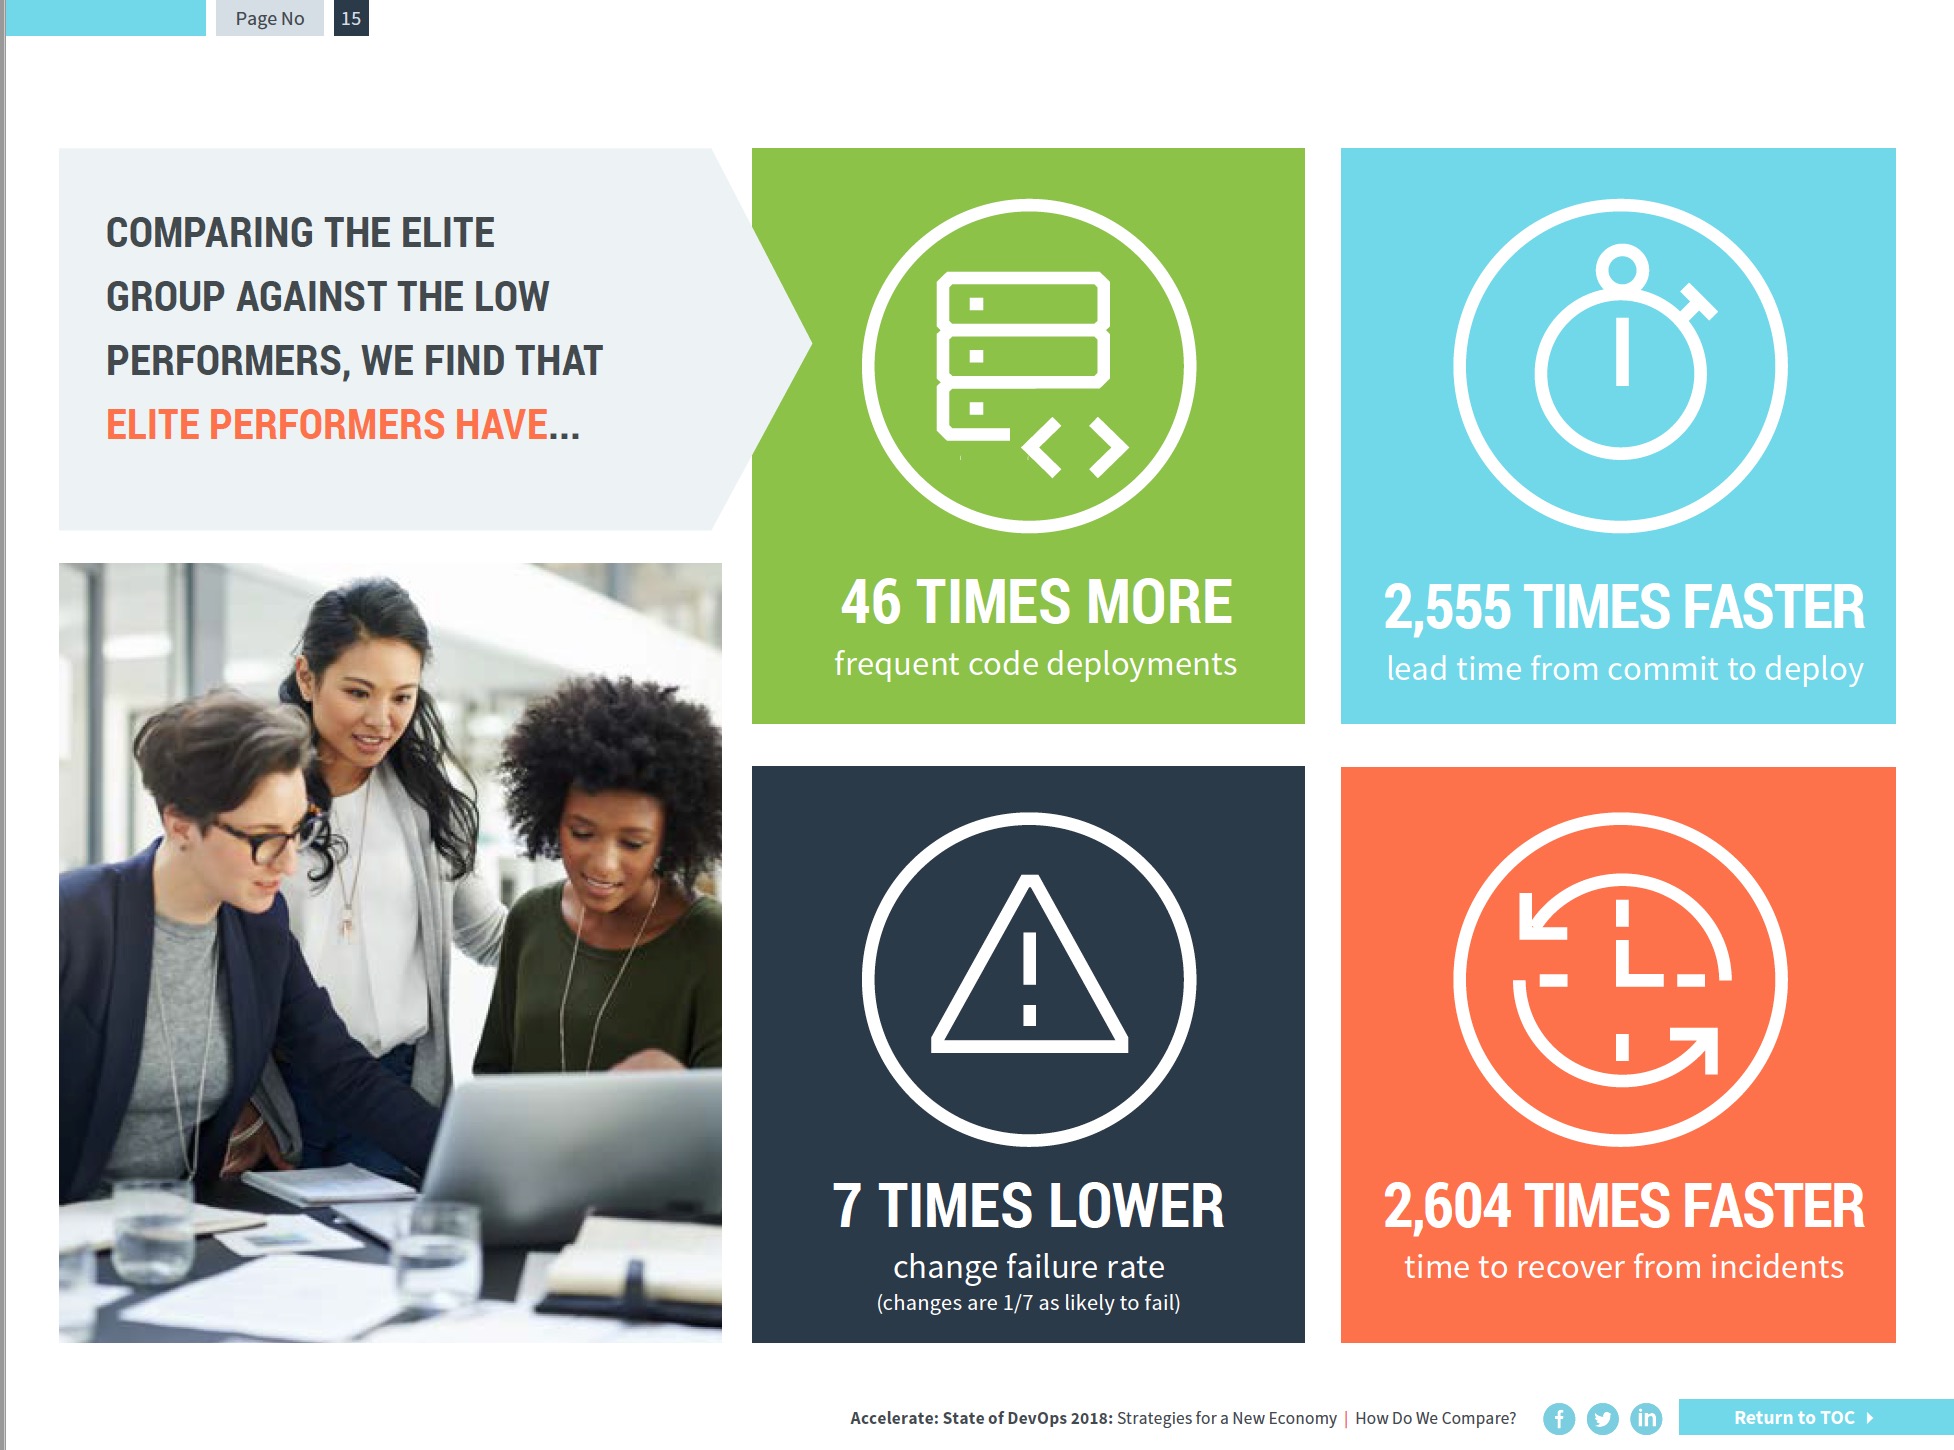 Page No 15
COMPARING THE ELITE
GROUP AGAINST THE LOW
PERFORMERS, WE FIND THAT
ELITE PERFORMERS HAVE...
46 TIMES MORE
frequent code deployments
2,555 TIMES FASTER
lead time from commit to deploy
7 TIMES LOWER
change failure rate
(changes are 1/7 as likely to fail)
2,604 TIMES FASTER
time to recover from incidents
Accelerate: State of DevOps 2018: Strategies for a New Economy | How Do We Compare?
f
in
Return to TOC